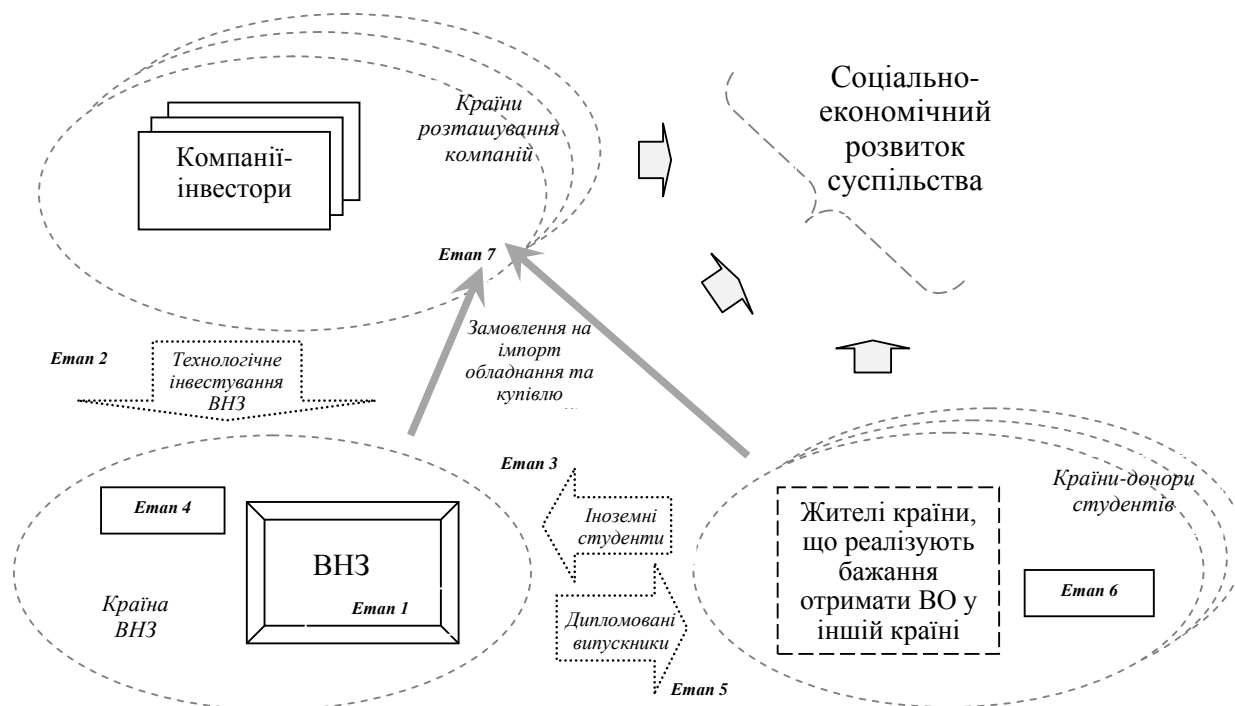 Країни
розташування
компаній
Компанії-
інвестори
Соціально-
економічний
розвиток
суспільства
Етап 7
Замовлення на
імпорт
обладнання та
купівлю
Етап 2
Технологічне
інвестування
ВНЗ
Етап 3
Іноземні
студенти
Країни-донори
студентів
Етап 4
ВНЗ
Етап 1
Країна
ВНЗ
Жителі країни,
що реалізують
бажання
отримати ВО у
іншій країні
Етап 6
Дипломовані
випускники
Етап 5